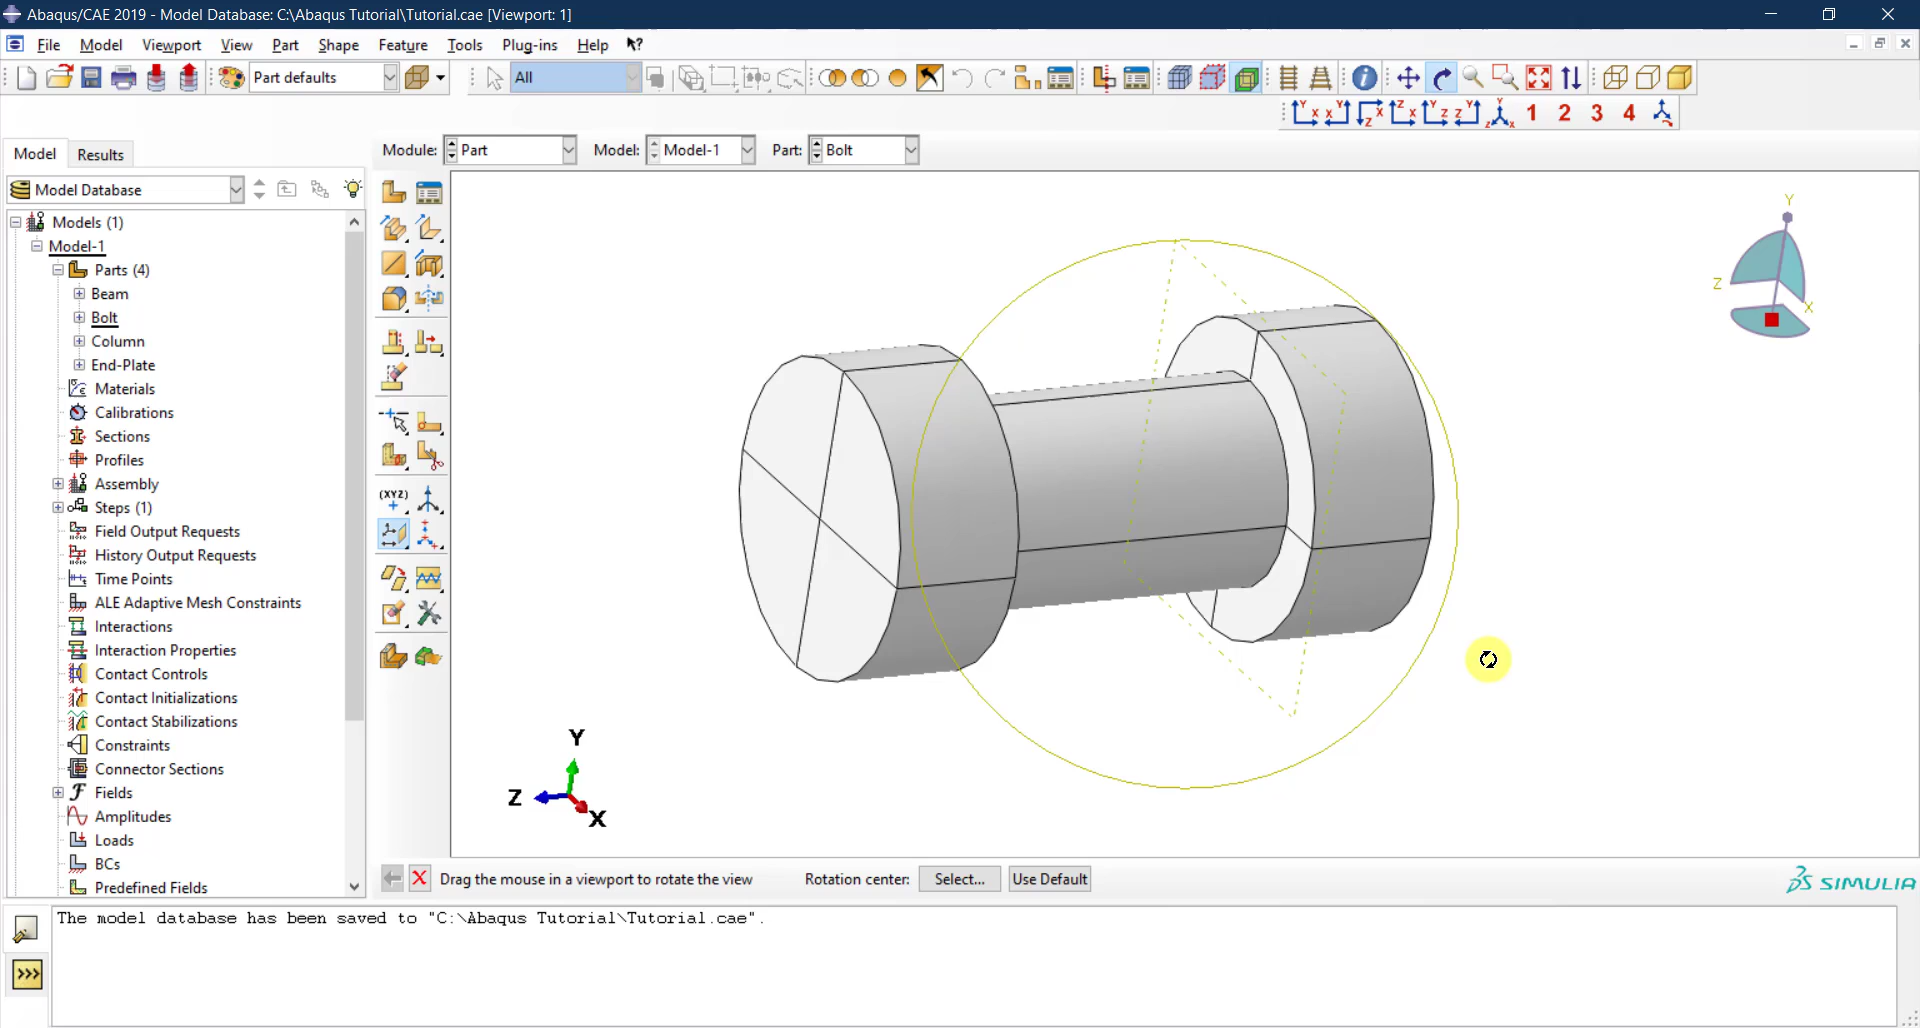 Abaqus/CAE 2019 - Model Database: C:\Abaqus Tutorial\Tutorial.cae [Viewport: 1]
File Model Viewport View Part Shape Feature Tools Plug-ins Help
Part defaults All
1 2 3 4
Module: Part Model: Model-1 Part: Bolt
Model Results
Model Database
Models (1)
Model-1
Parts (4)
Beam
Bolt
Column
End-Plate
Materials
Calibrations
Sections
Profiles
Assembly
Steps (1)
Field Output Requests
History Output Requests
Time Points
ALE Adaptive Mesh Constraints
Interactions
Interaction Properties
Contact Controls
Contact Initializations
Contact Stabilizations
Constraints
Connector Sections
Fields
Amplitudes
Loads
BCs
Predefined Fields
(XYZ)
Y
Z
X
Y
Z
X
Drag the mouse in a viewport to rotate the view Rotation center: Select... Use Default
SIMULIA
The model database has been saved to "C:\Abaqus Tutorial\Tutorial.cae".
>>>